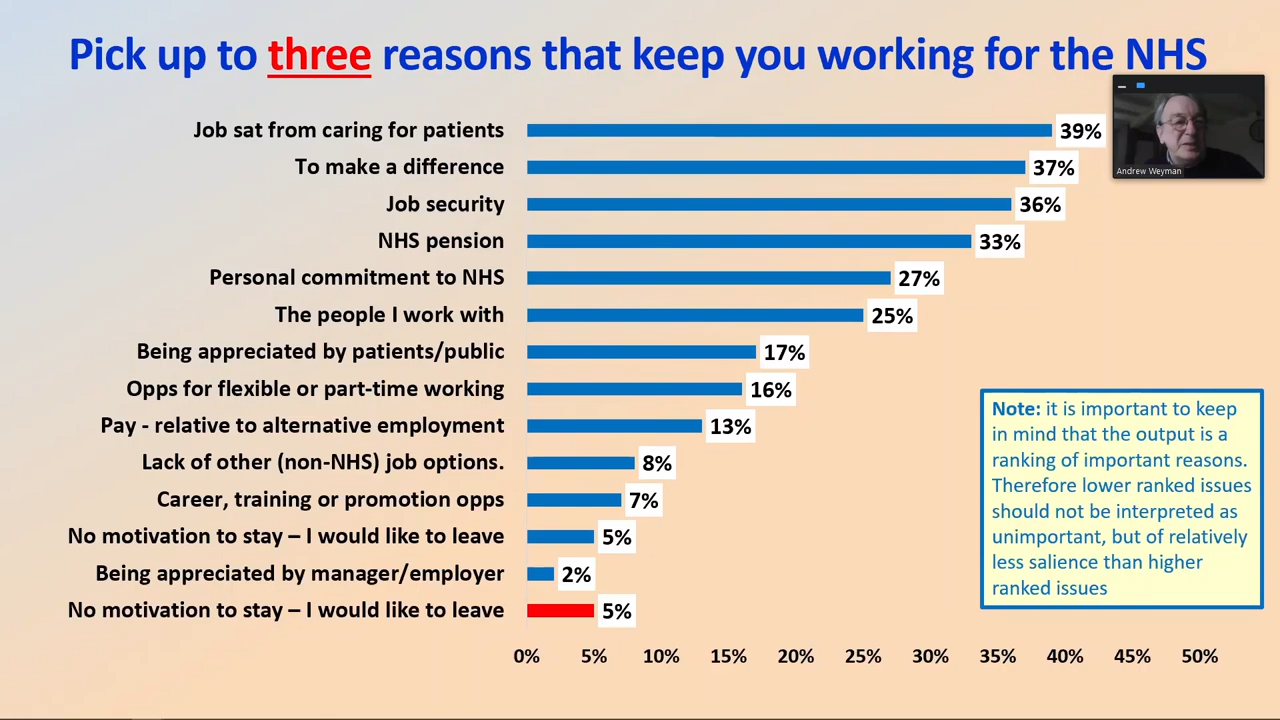 Pick up to three reasons that keep you working for the NHS
Andrew Weyman
Job sat from caring for patients 39%
To make a difference 37%
Job security 36%
NHS pension 33%
Personal commitment to NHS 27%
The people I work with 25%
Being appreciated by patients/public 17%
Opps for flexible or part-time working 16%
Pay - relative to alternative employment 13%
Lack of other (non-NHS) job options. 8%
Career, training or promotion opps 7%
No motivation to stay – I would like to leave 5%
Being appreciated by manager/employer 2%
No motivation to stay – I would like to leave 5%
0% 5% 10% 15% 20% 25% 30% 35% 40% 45% 50%
Note: it is important to keep
in mind that the output is a
ranking of important reasons.
Therefore lower ranked issues
should not be interpreted as
unimportant, but of relatively
less salience than higher
ranked issues